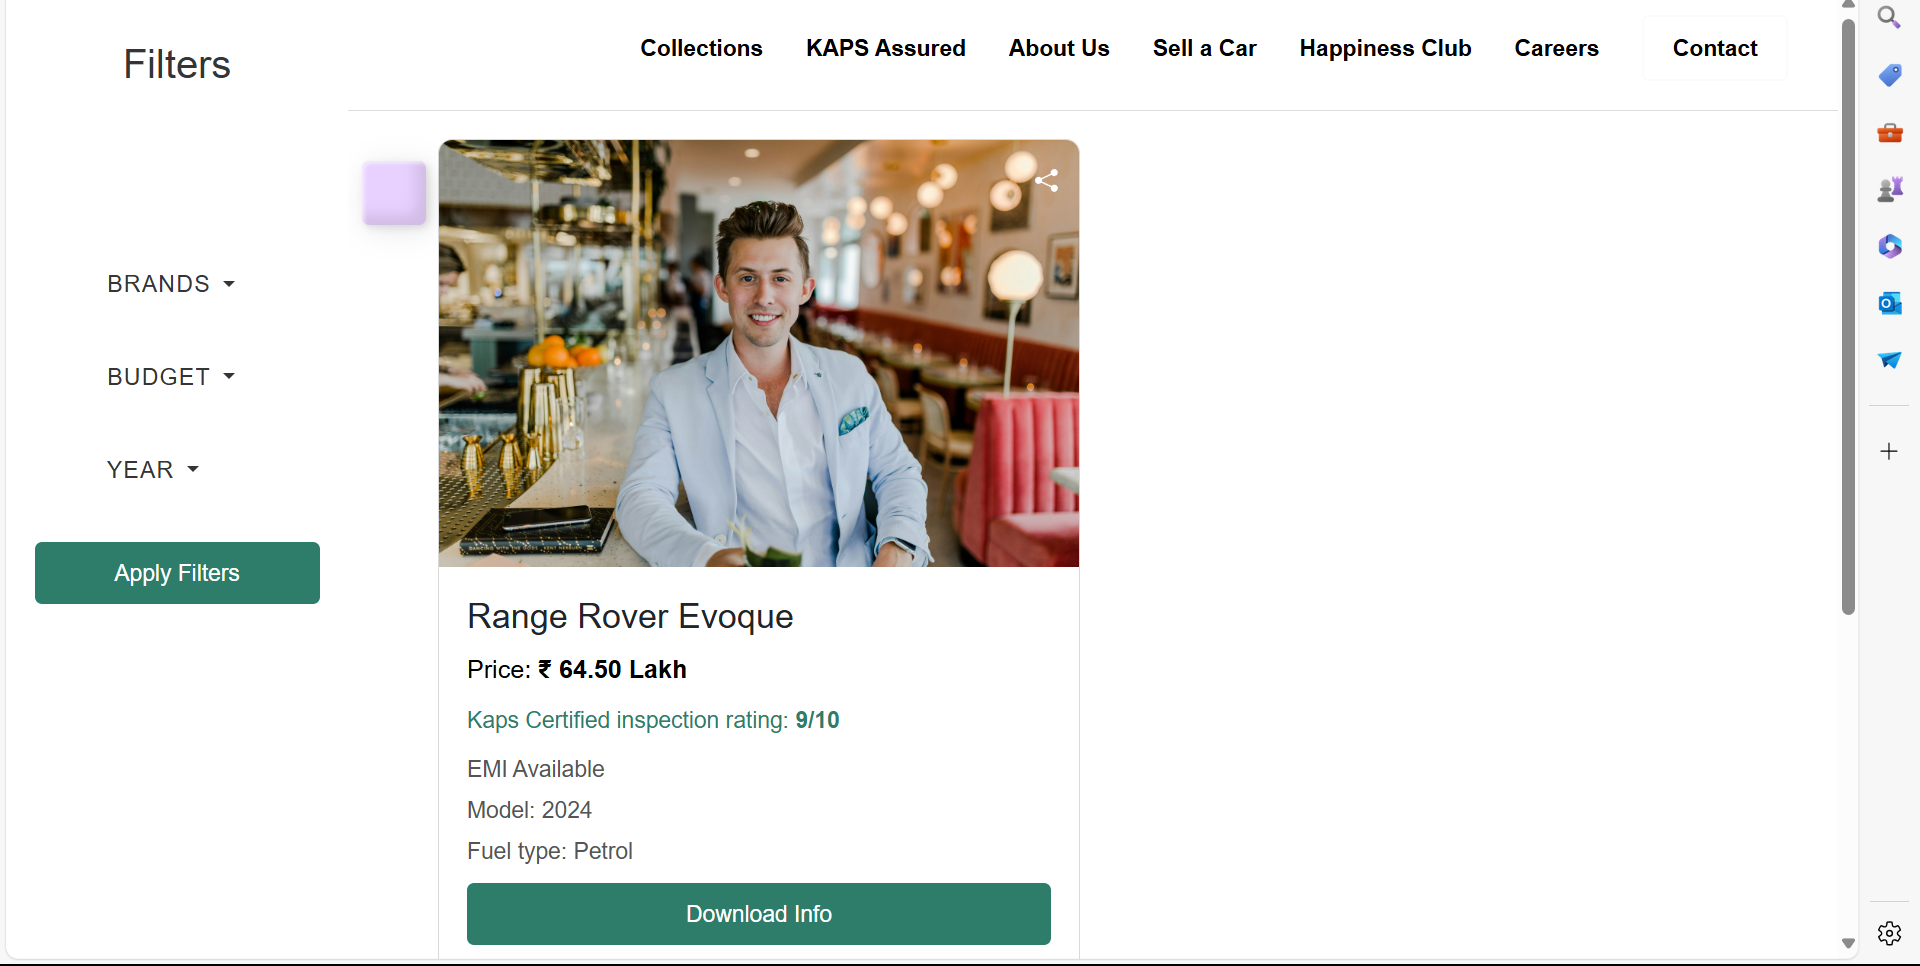 Filters
Collections KAPS Assured About Us Sell a Car Happiness Club Careers Contact
BRANDS
BUDGET
YEAR
Apply Filters
Range Rover Evoque
Price: ₹ 64.50 Lakh
Kaps Certified inspection rating: 9/10
EMI Available
Model: 2024
Fuel type: Petrol
Download Info